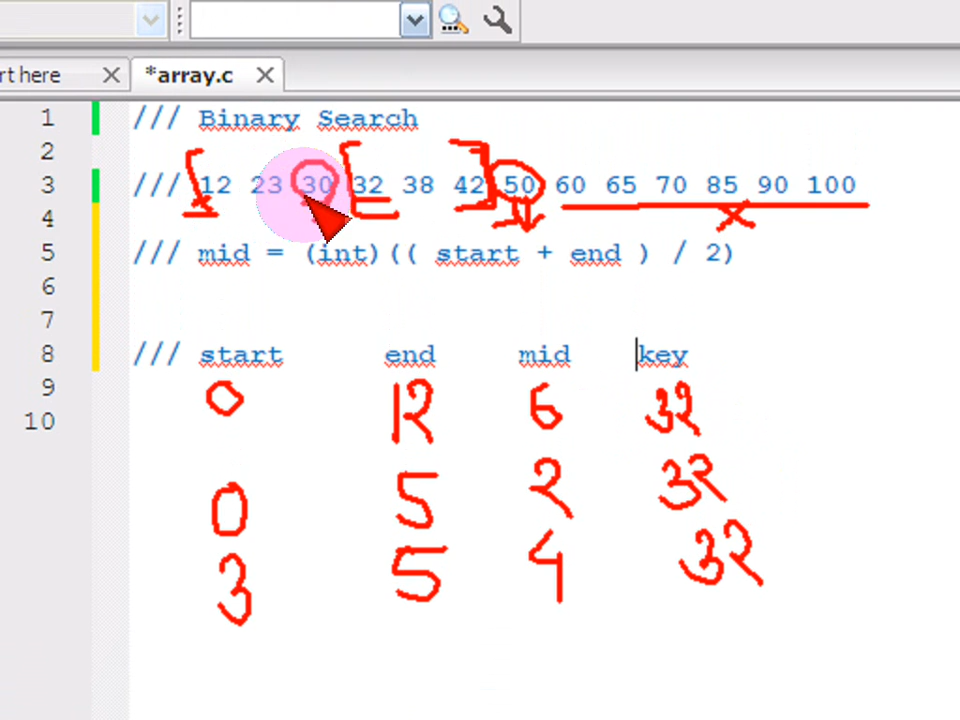 rt here *array.c
1 /// Binary Search
2
3 /// 12 23 30 32 38 42 50 60 65 70 85 90 100
4
5 /// mid = (int)(( start + end ) / 2)
6
7
8 /// start end mid key
9
10
0 12 6 32
0 5 2 32
3 5 4 32